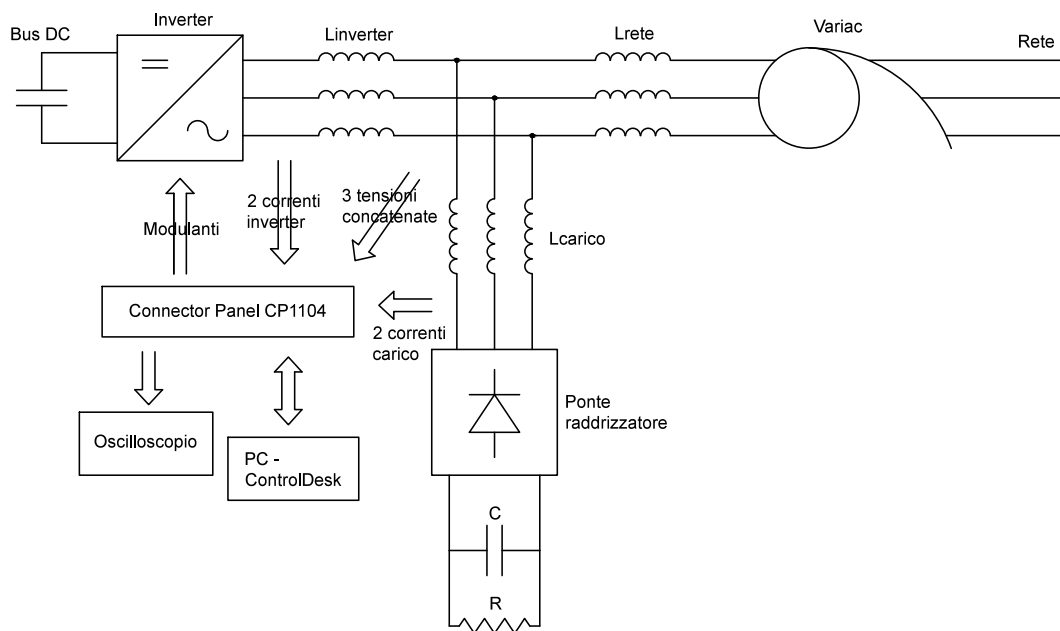 Inverter
Bus DC
Linverter
Lrete
Variac
Rete
Modulanti
2 correnti
inverter
3 tensioni
concatenate
Lcarico
Connector Panel CP1104
2 correnti
carico
Oscilloscopio
PC -
ControlDesk
Ponte
raddrizzatore
C
R